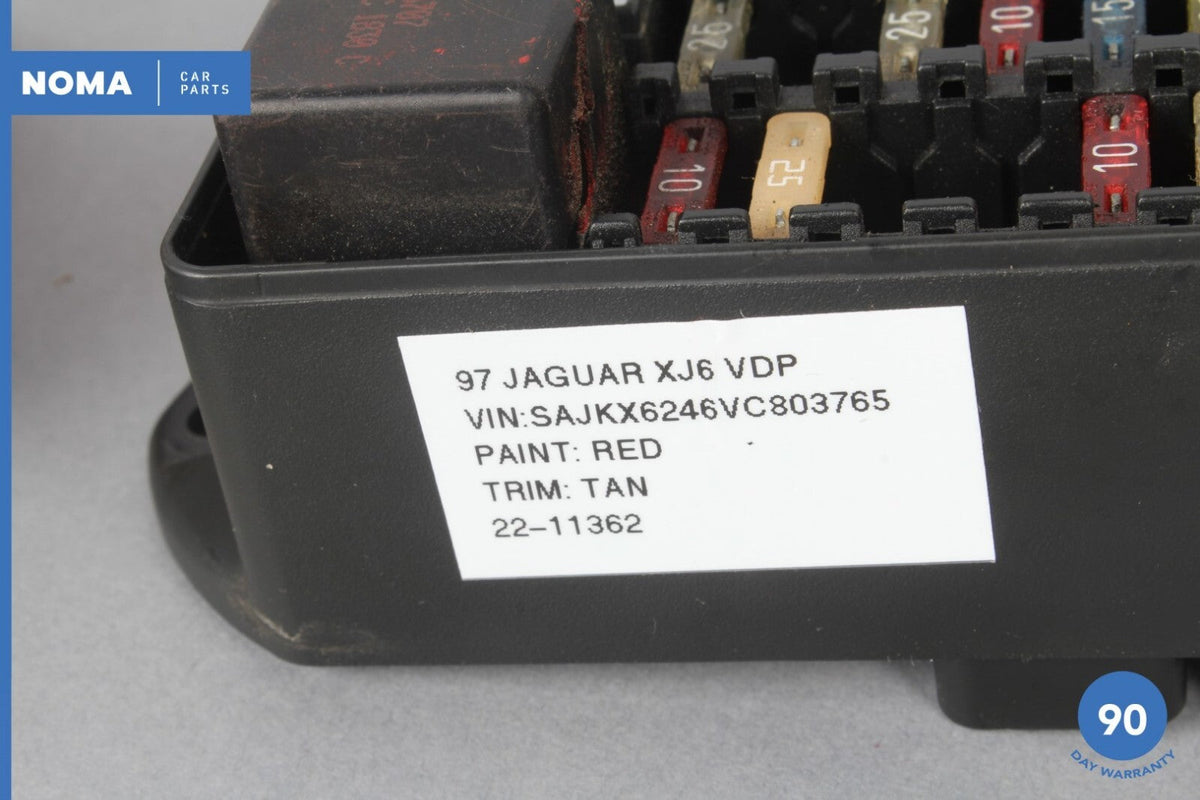 NOMA
CAR
PARTS
25
25
10
15
10
25
10
97 JAGUAR XJ6 VDP
VIN:SAJKX6246VC803765
PAINT: RED
TRIM: TAN
22-11362
90
DAY WARRANTY